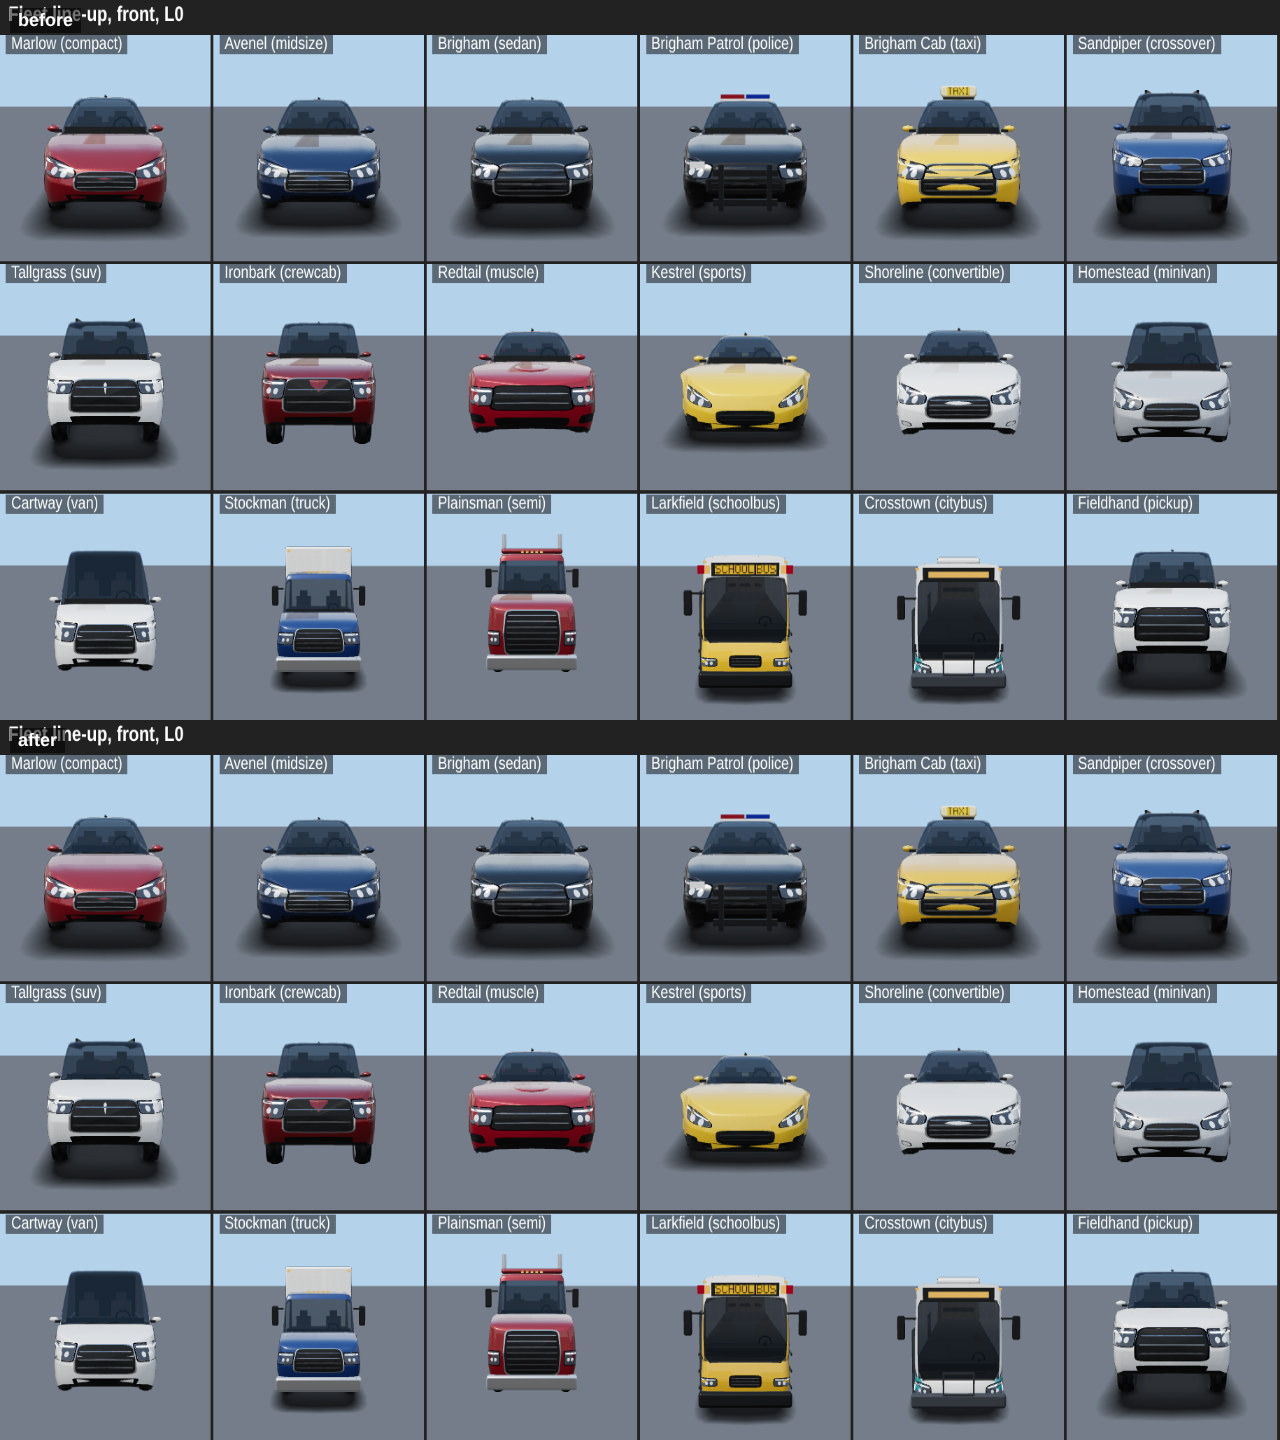 Fleet line-up, front, L0
before
Marlow (compact)
Avenel (midsize)
Brigham (sedan)
Brigham Patrol (police)
Brigham Cab (taxi)
Sandpiper (crossover)
TAXI
Tallgrass (suv)
Ironbark (crewcab)
Redtail (muscle)
Kestrel (sports)
Shoreline (convertible)
Homestead (minivan)
Cartway (van)
Stockman (truck)
Plainsman (semi)
Larkfield (schoolbus)
Crosstown (citybus)
Fieldhand (pickup)
SCHOOL BUS
Fleet line-up, front, L0
after
Marlow (compact)
Avenel (midsize)
Brigham (sedan)
Brigham Patrol (police)
Brigham Cab (taxi)
Sandpiper (crossover)
TAXI
Tallgrass (suv)
Ironbark (crewcab)
Redtail (muscle)
Kestrel (sports)
Shoreline (convertible)
Homestead (minivan)
Cartway (van)
Stockman (truck)
Plainsman (semi)
Larkfield (schoolbus)
Crosstown (citybus)
Fieldhand (pickup)
SCHOOL BUS